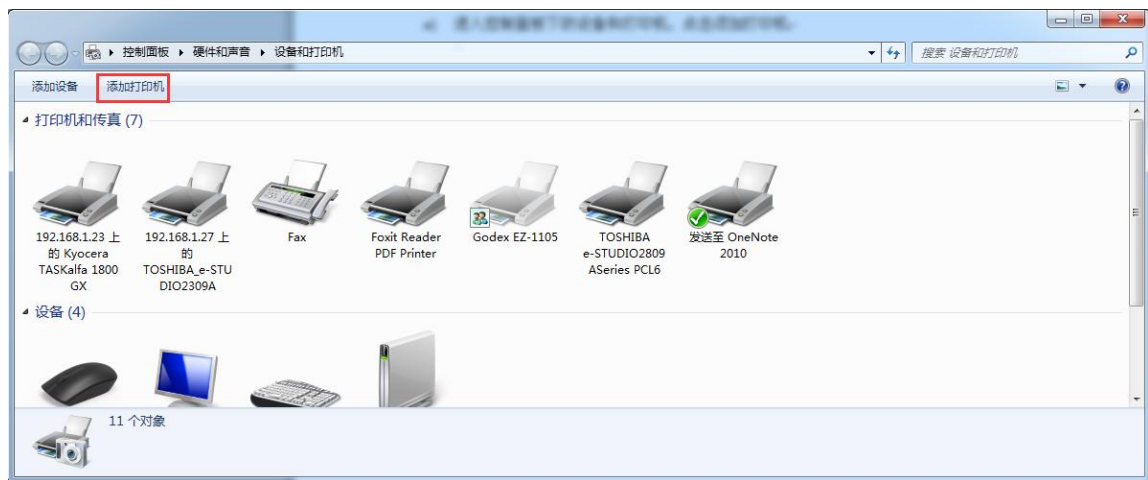 控制面板 ▸ 硬件和声音 ▸ 设备和打印机
搜索 设备和打印机
添加设备 添加打印机
打印机和传真 (7)
192.168.1.23 上
的 Kyocera
TASKalfa 1800
GX
192.168.1.27 上
的
TOSHIBA_e-STU
DIO2309A
Fax
Foxit Reader
PDF Printer
Godex EZ-1105
TOSHIBA
e-STUDIO2809
ASeries PCL6
发送至 OneNote
2010
设备 (4)
11 个对象